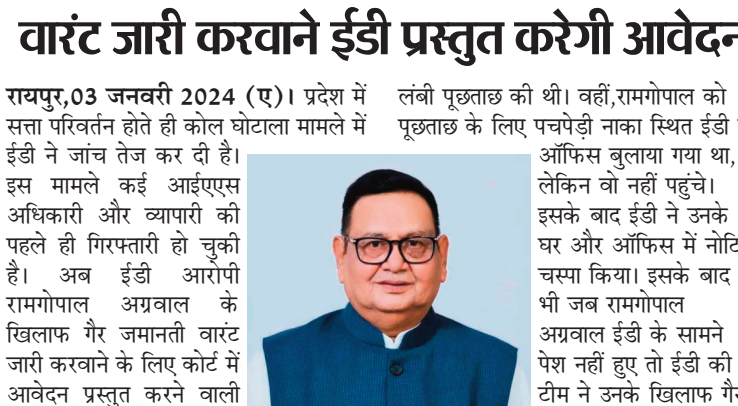 वारंट जारी करवाने ईडी प्रस्तुत करेगी आवेदन
रायपुर,03 जनवरी 2024 (ए)। प्रदेश में
सत्ता परिवर्तन होते ही कोल घोटाला मामले में
ईडी ने जांच तेज कर दी है।
इस मामले कई आईएएस
अधिकारी और व्यापारी की
पहले ही गिरफ्तारी हो चुकी
है। अब ईडी आरोपी
रामगोपाल अग्रवाल के
खिलाफ गैर जमानती वारंट
जारी करवाने के लिए कोर्ट में
आवेदन प्रस्तुत करने वाली
लंबी पूछताछ की थी। वहीं,रामगोपाल को
पूछताछ के लिए पचपेड़ी नाका स्थित ईडी
ऑफिस बुलाया गया था,
लेकिन वो नहीं पहुंचे।
इसके बाद ईडी ने उनके
घर और ऑफिस में
चस्पा किया। इसके बाद
भी जब रामगोपाल
अग्रवाल ईडी के सामने
पेश नहीं हुए तो ईडी की
टीम ने उनके खिलाफ